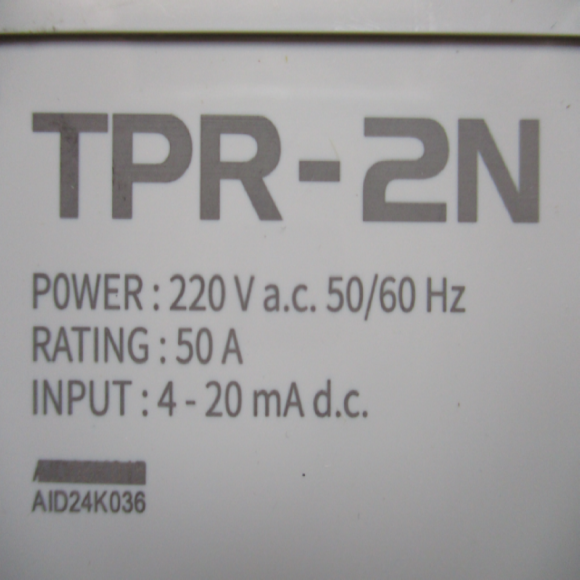 TPR-2N
POWER : 220 V a.c. 50/60 Hz
RATING : 50 A
INPUT : 4 - 20 mA d.c.
AID24K036